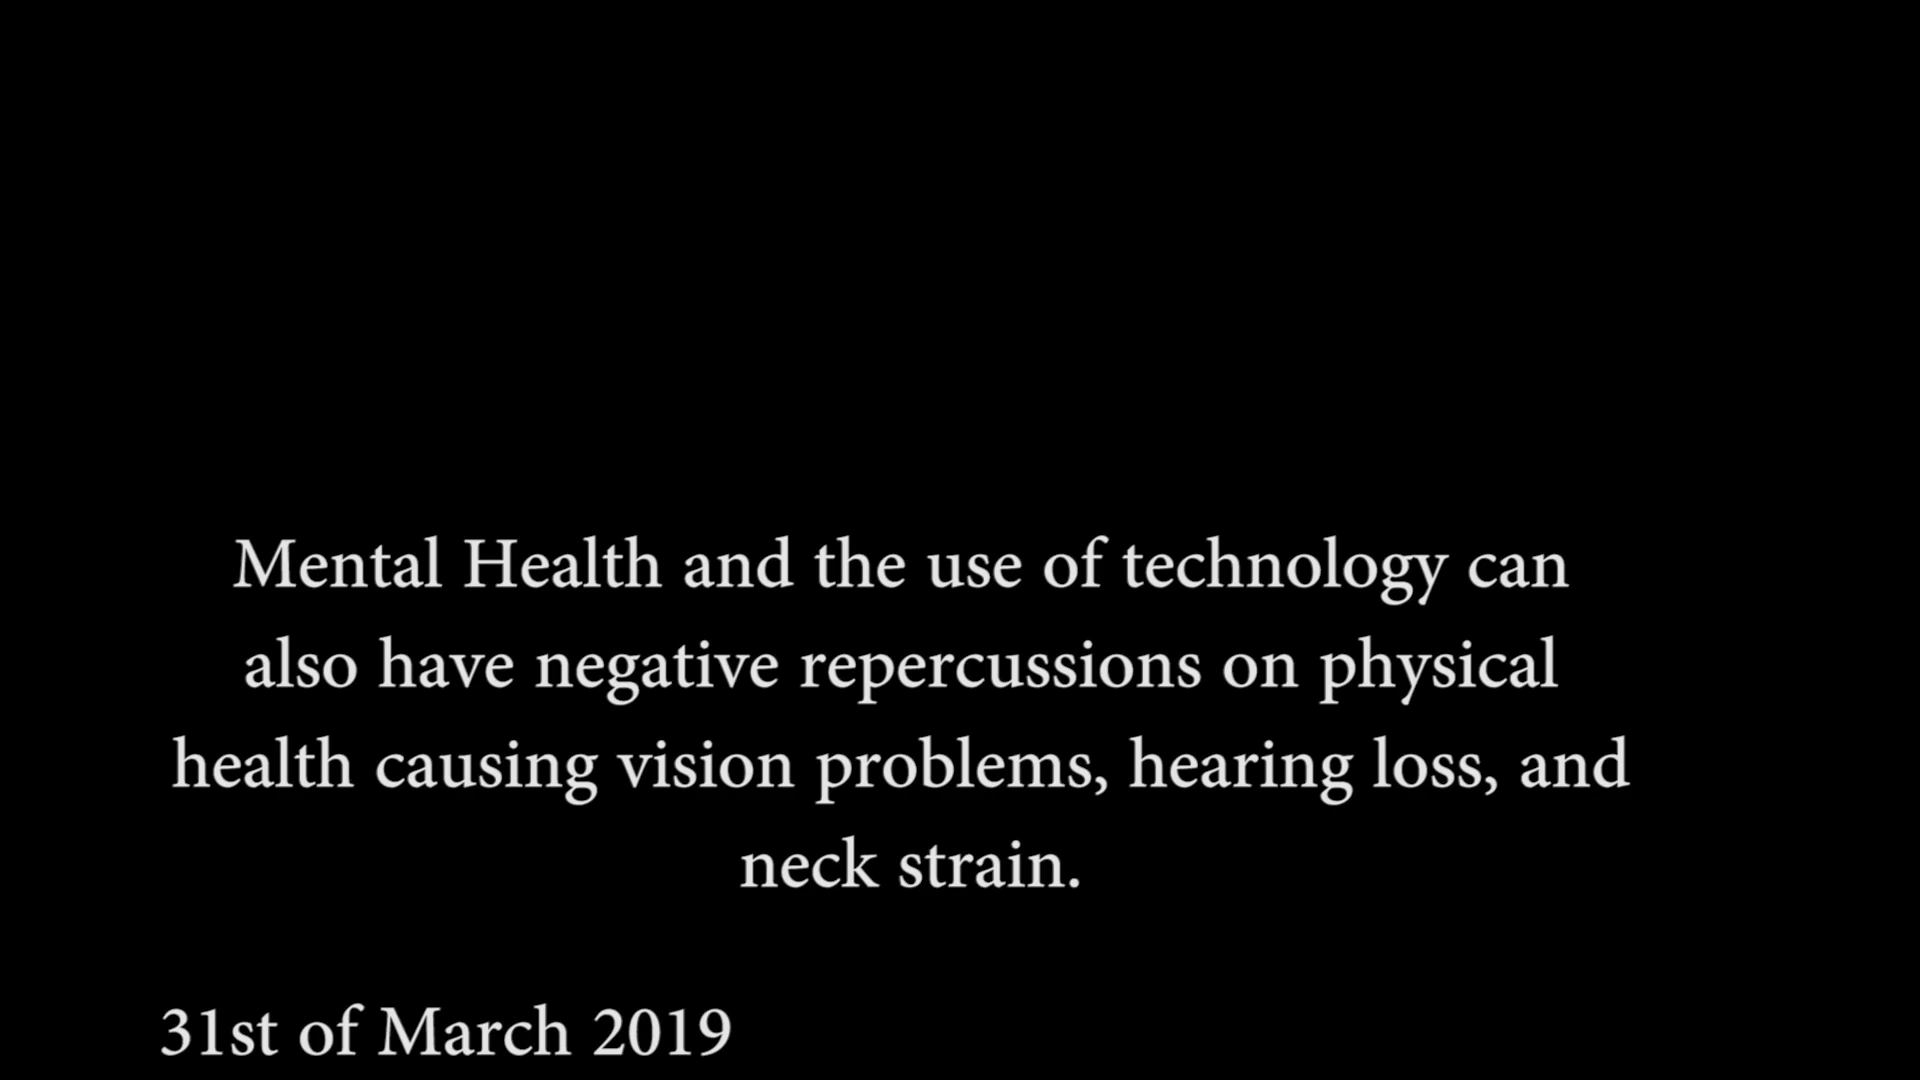 Mental Health and the use of technology can
also have negative repercussions on physical
health causing vision problems, hearing loss, and
neck strain.
31st of March 2019